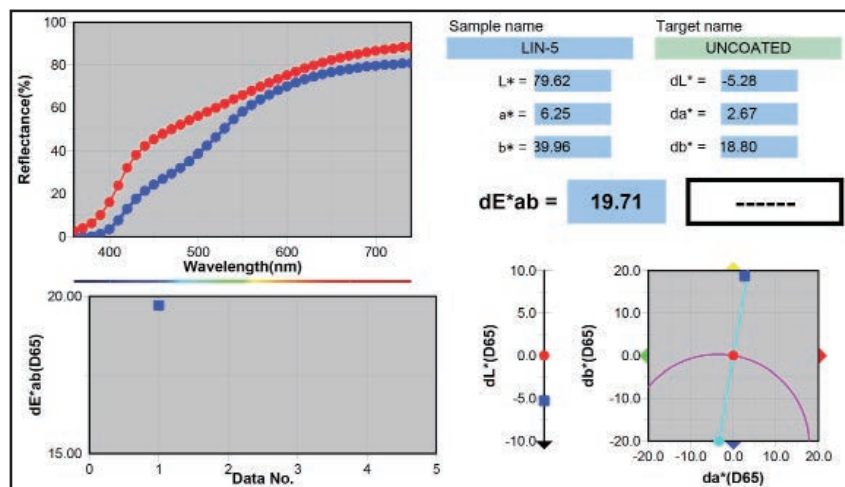 100
80
60
40
20
0
Reflectance(%)
400 500 600 700
Wavelength(nm)
Sample name
LIN-5
L* = 79.62
a* = 6.25
b* = 39.96
Target name
UNCOATED
dL* = -5.28
da* = 2.67
db* = 18.80
dE*ab = 19.71 ------
20.00
15.00
dE*ab(D65)
0 1 2 3 4 5
Data No.
10.0
5.0
0.0
-5.0
-10.0
dL*(D65)
20.0
10.0
0.0
-10.0
-20.0
db*(D65)
-20.0 -10.0 0.0 10.0 20.0
da*(D65)